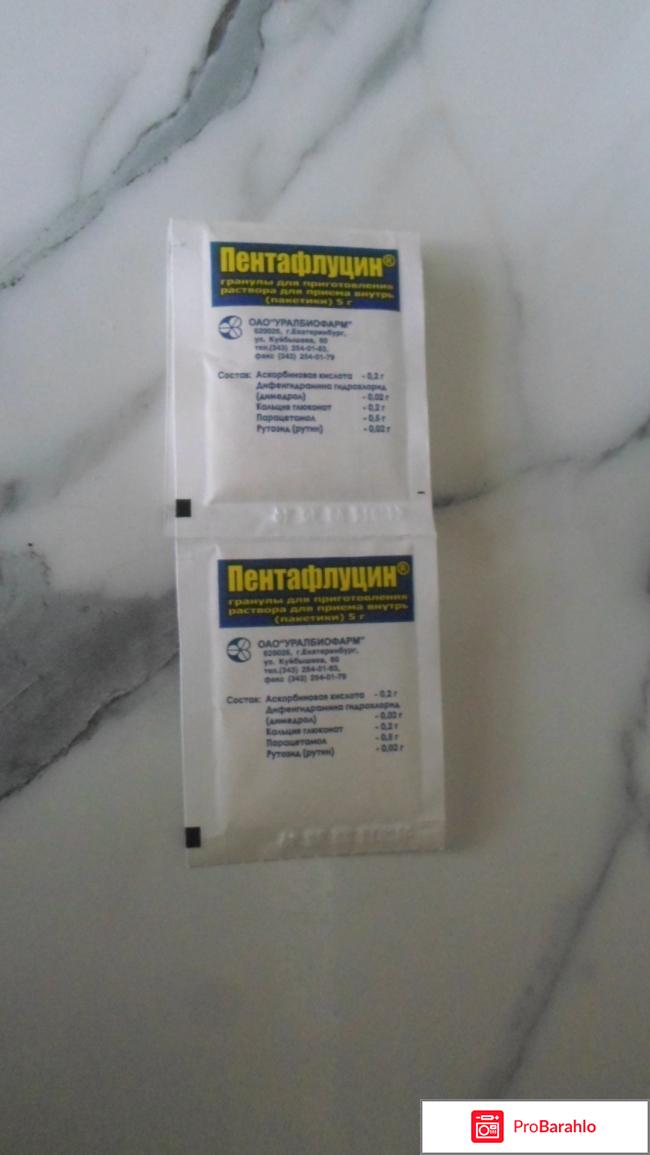 Пентафлуцин®
гранулы для приготовления
раствора для приема внутрь
(пакетики) 5 г
ОАО"УРАЛБИОФАРМ"
620026, г.Екатеринбург,
ул. Куйбышева, 60
тел.(343) 254-01-63,
факс (343) 254-01-79
Состав: Аскорбиновая кислота - 0,2 г
Дифенгидрамина гидрохлорид
(димедрол) - 0,02 г
Кальция глюконат - 0,2 г
Парацетамол - 0,5 г
Рутозид (рутин) - 0,02 г
Пентафлуцин®
гранулы для приготовления
раствора для приема внутрь
(пакетики) 5 г
ОАО"УРАЛБИОФАРМ"
620026, г.Екатеринбург,
ул. Куйбышева, 60
тел.(343) 254-01-63,
факс (343) 254-01-79
Состав: Аскорбиновая кислота - 0,2 г
Дифенгидрамина гидрохлорид
(димедрол) - 0,02 г
Кальция глюконат - 0,2 г
Парацетамол - 0,5 г
Рутозид (рутин) - 0,02 г
ProBarahlo